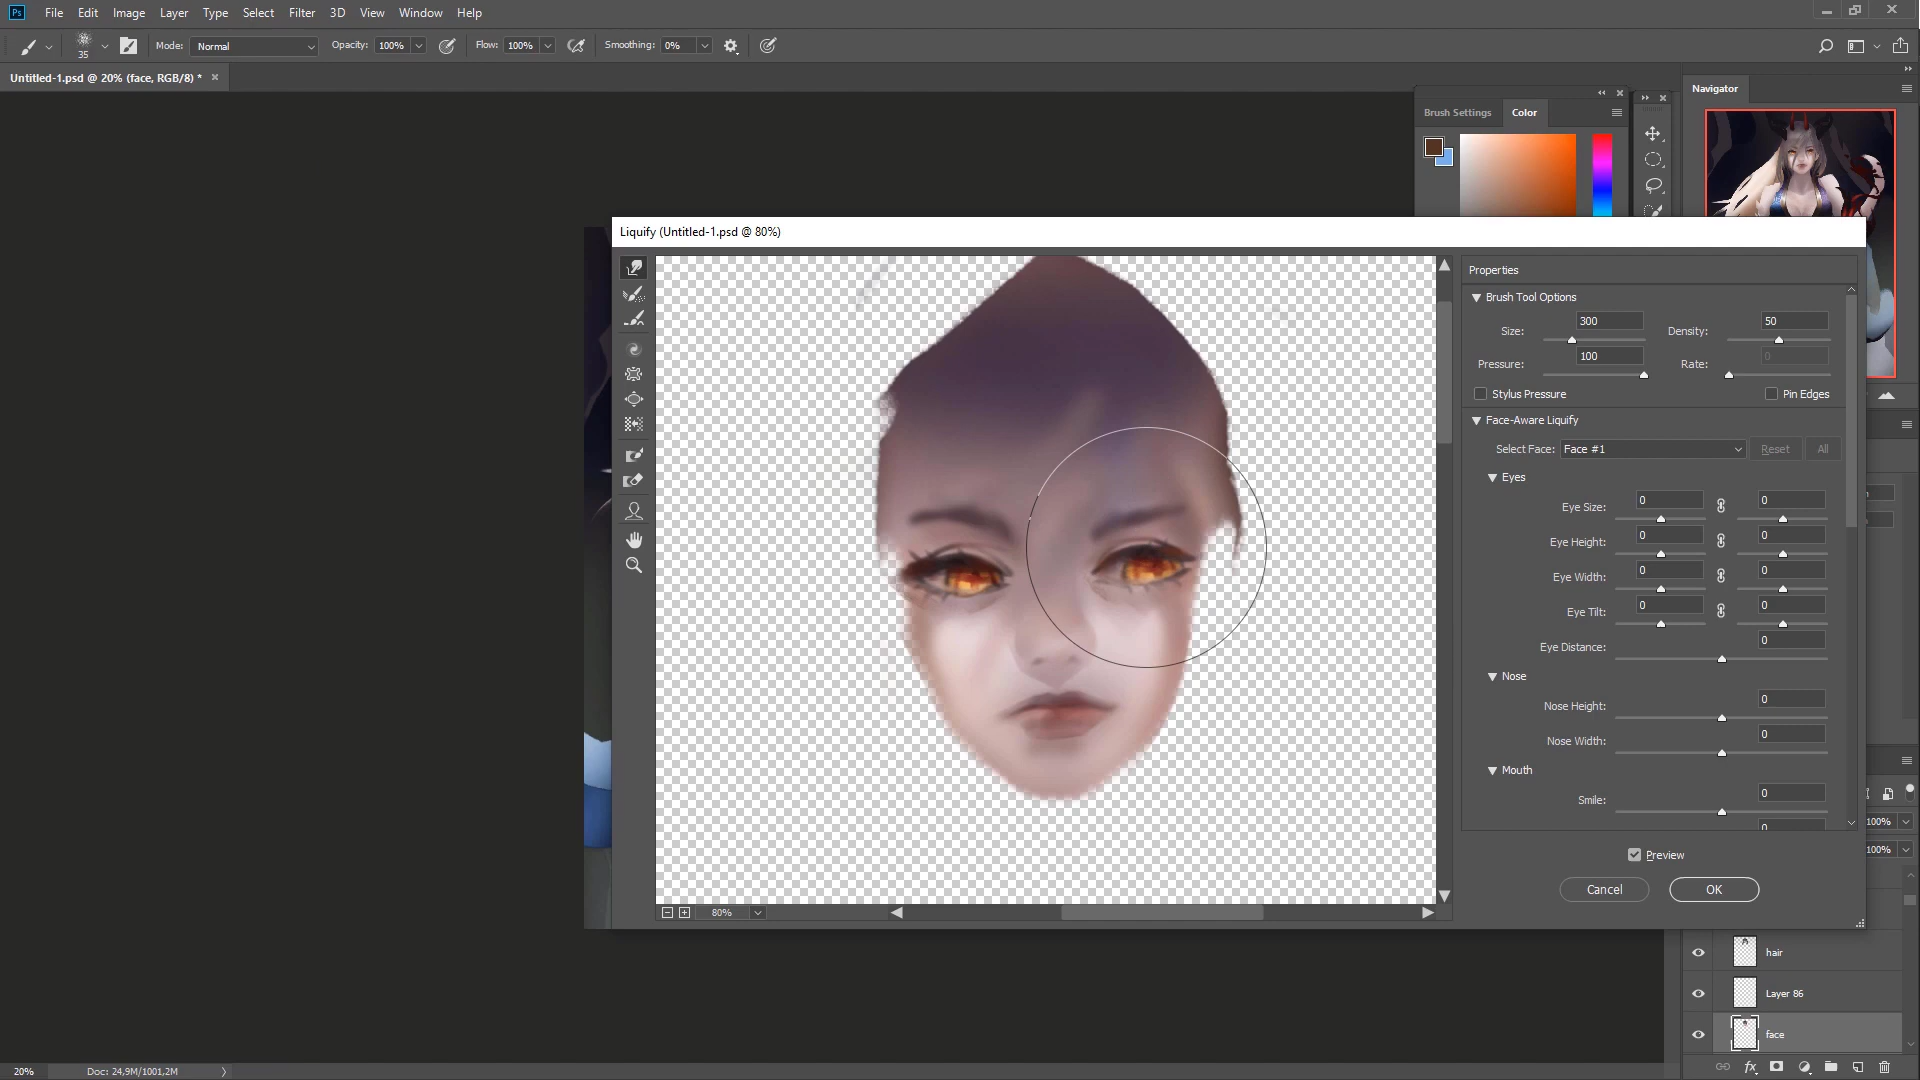 Ps File Edit Image Layer Type Select Filter 3D View Window Help
35 Mode: Normal Opacity: 100% Flow: 100% Smoothing: 0%
Untitled-1.psd @ 20% (face, RGB/8) *
Navigator
Brush Settings Color
Liquify (Untitled-1.psd @ 80%)
Properties
Brush Tool Options
Size: 300 Density: 50
Pressure: 100 Rate: 0
Stylus Pressure Pin Edges
Face-Aware Liquify
Select Face: Face #1 Reset All
Eyes
Eye Size: 0 0
Eye Height: 0 0
Eye Width: 0 0
Eye Tilt: 0 0
Eye Distance: 0
Nose
Nose Height: 0
Nose Width: 0
Mouth
Smile: 0
0
100%
100%
Preview
Cancel OK
80%
hair
Layer 86
face
fx
20% Doc: 24,9M/1001,2M